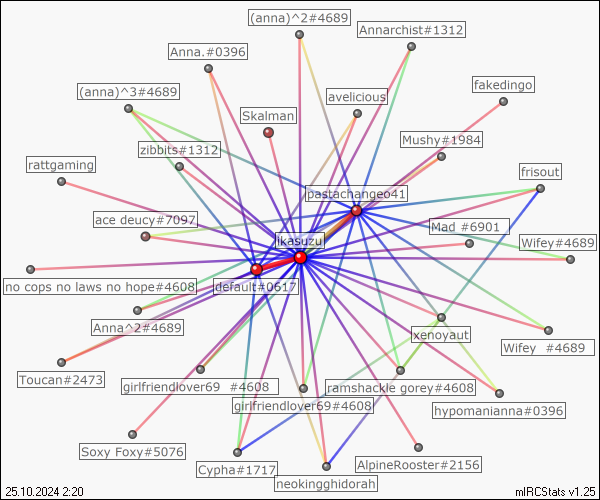 (anna)^2#4689
Annarchist#1312
Anna.#0396
fakedingo
(anna)^3#4689
avelicious
Skalman
Mushy#1984
zibbits#1312
rattgaming
frisout
pastachangeo41
ace deucy#7097
Mad #6901
ikasuzu
Wifey#4689
no cops no laws no hope#4608
default#0617
Anna^2#4689
xenoyaut
Wifey #4689
Toucan#2473
girlfriendlover69 #4608
ramshackle gorey#4608
girlfriendlover69#4608
hypomanianna#0396
Soxy Foxy#5076
Cypha#1717
AlpineRooster#2156
neokingghidorah
25.10.2024 2:20
mIRCStats v1.25